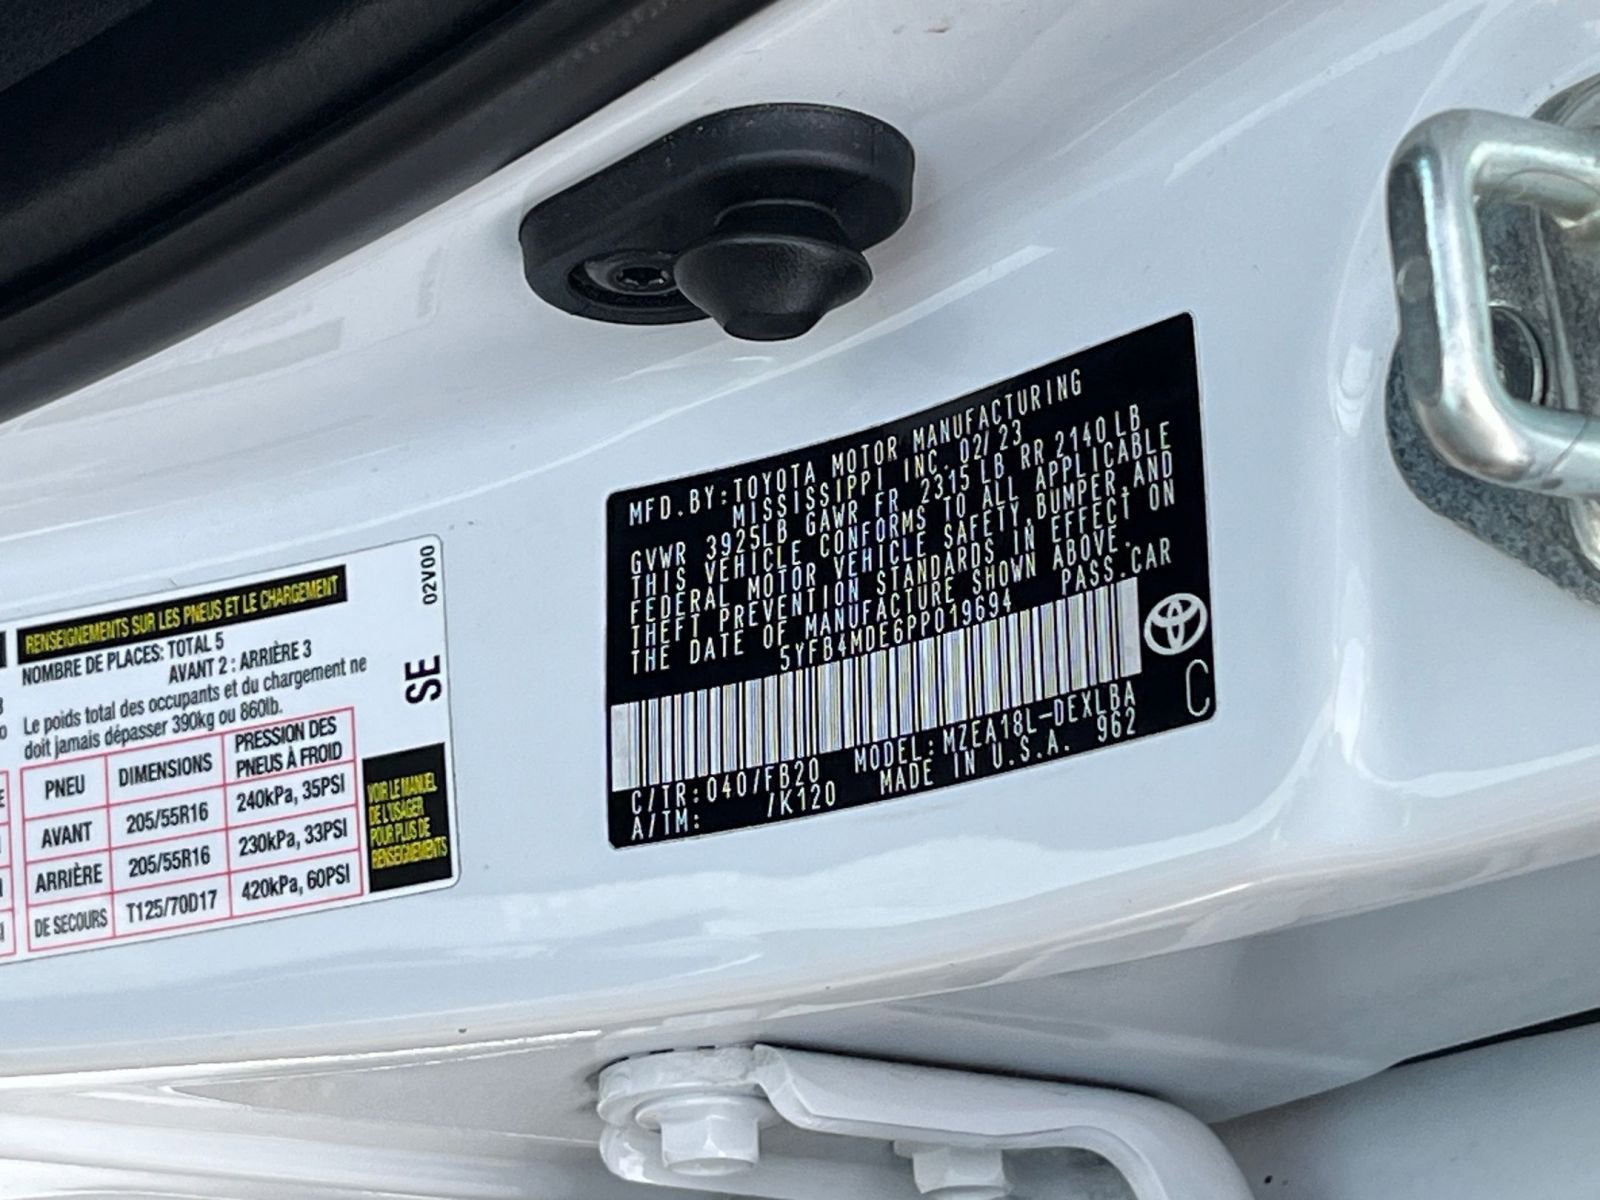 RENSEIGNEMENTS SUR LES PNEUS ET LE CHARGEMENT
NOMBRE DE PLACES: TOTAL 5
AVANT 2 : ARRIÈRE 3
Le poids total des occupants et du chargement ne
doit jamais dépasser 390kg ou 860lb.
PNEU DIMENSIONS PRESSION DES PNEUS À FROID
AVANT 205/55R16 240kPa, 35PSI
ARRIÈRE 205/55R16 230kPa, 33PSI
DE SECOURS T125/70D17 420kPa, 60PSI
02V00
SE
VOIR LE MANUEL
DE L'USAGER
POUR PLUS DE
RENSEIGNEMENTS
MFD.BY:TOYOTA MOTOR MANUFACTURING
MISSISSIPPI INC. 02/23
GVWR 3925LB GAWR FR 2315 LB RR 2140 LB
THIS VEHICLE CONFORMS TO ALL APPLICABLE
FEDERAL MOTOR VEHICLE SAFETY,BUMPER,AND
THEFT PREVENTION STANDARDS IN EFFECT ON
THE DATE OF MANUFACTURE SHOWN ABOVE.
5YFB4MDE6PP019694 PASS.CAR
C/TR:040/FB20 MODEL:MZEA18L-DEXLBA
A/TM: /K120 MADE IN U.S.A. 962
C